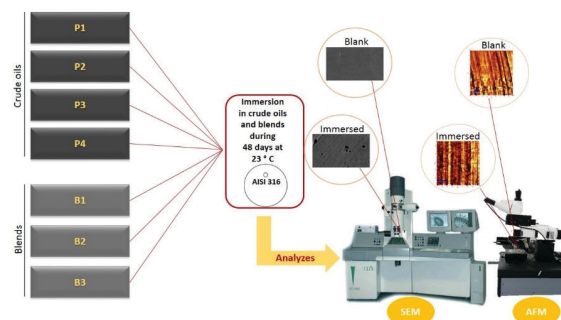 Crude oils
P1
P2
P3
P4
Blends
B1
B2
B3
Immersion
in crude oils
and blends
during
48 days at
23 ° C
AISI 316
Analyzes
Blank
Immersed
SEM
Blank
Immersed
AFM